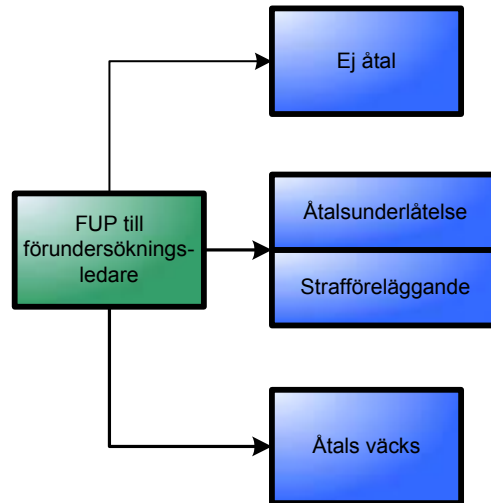 Ej åtal
FUP till
förundersöknings-
ledare
Åtalsunderlåtelse
Strafföreläggande
Åtals väcks